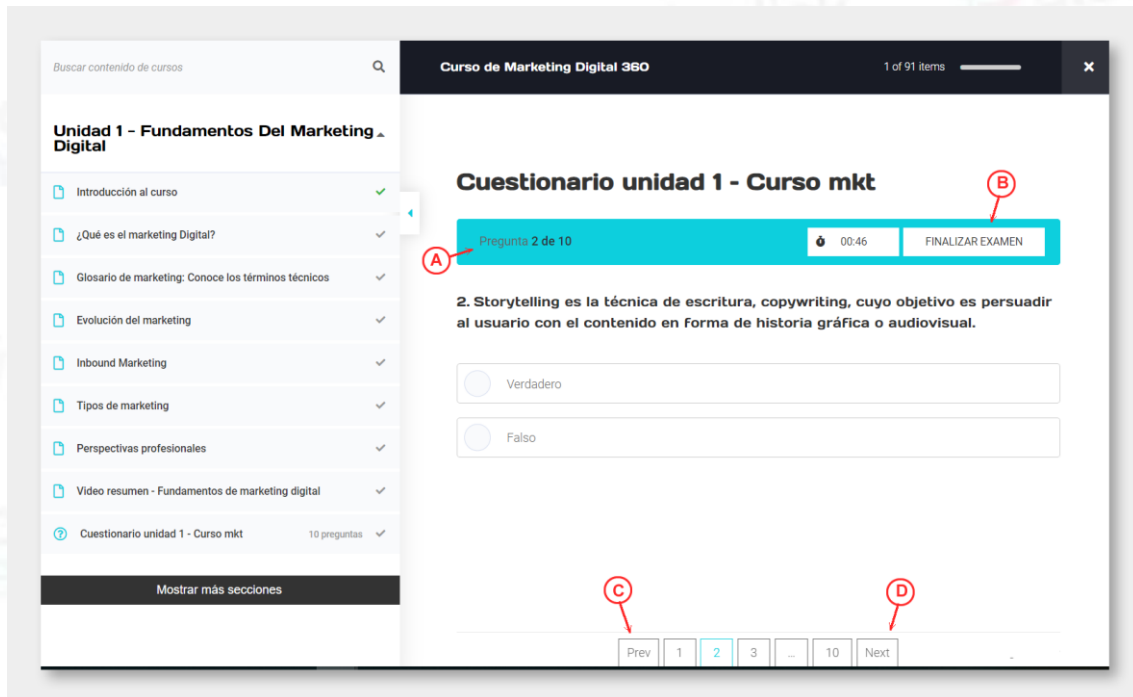 Buscar contenido de cursos
Curso de Marketing Digital 360
1 of 91 items
×
Unidad 1 - Fundamentos Del Marketing
Digital
Introducción al curso
¿Qué es el marketing Digital?
Glosario de marketing: Conoce los términos técnicos
Evolución del marketing
Inbound Marketing
Tipos de marketing
Perspectivas profesionales
Video resumen - Fundamentos de marketing digital
? Cuestionario unidad 1 - Curso mkt 10 preguntas
Mostrar más secciones
Cuestionario unidad 1 - Curso mkt
B
Pregunta 2 de 10
00:46
FINALIZAR EXAMEN
A
2. Storytelling es la técnica de escritura, copywriting, cuyo objetivo es persuadir
al usuario con el contenido en forma de historia gráfica o audiovisual.
Verdadero
Falso
C
D
Prev 1 2 3 ... 10 Next